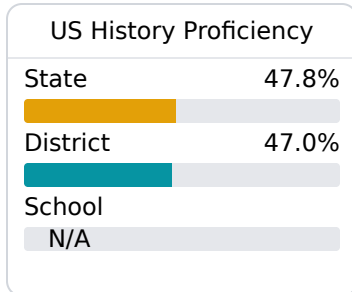 US History Proficiency
State 47.8%
District 47.0%
School
N/A